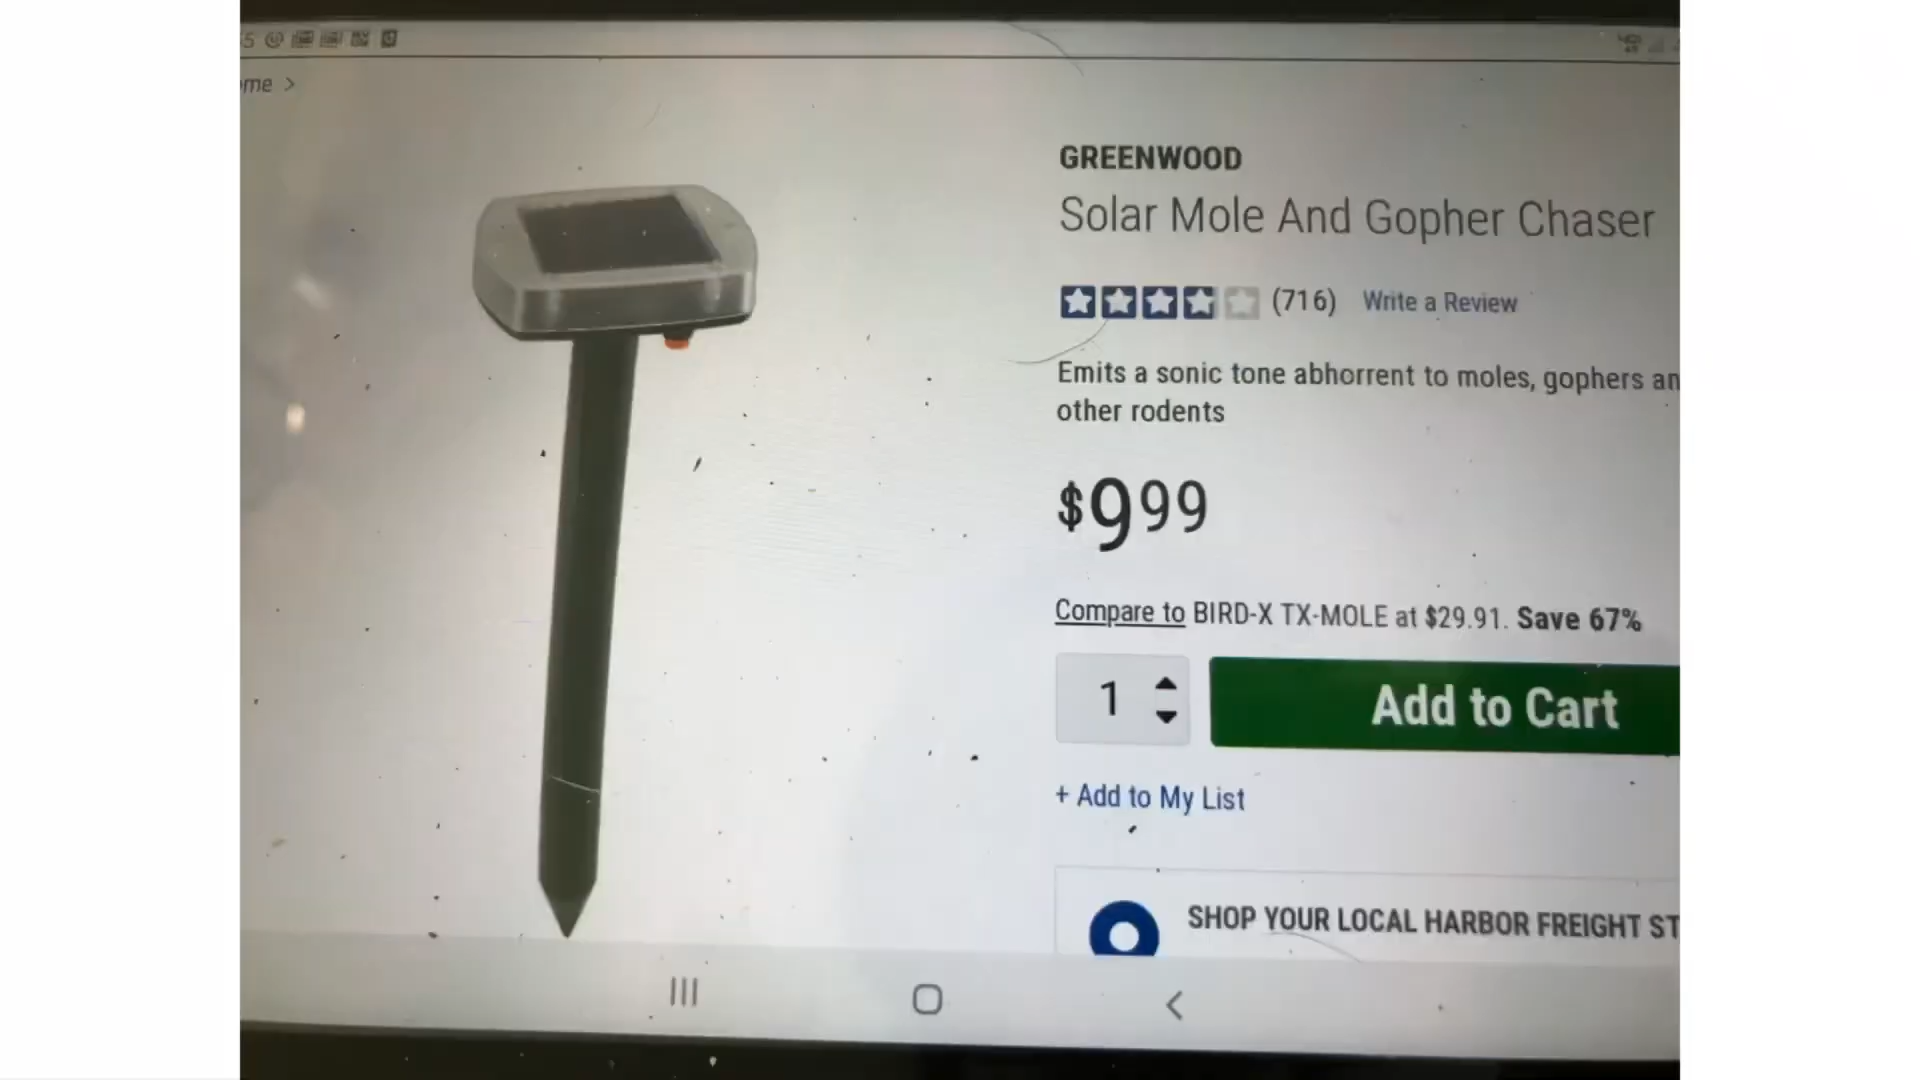 me >
GREENWOOD
Solar Mole And Gopher Chaser
(716) Write a Review
Emits a sonic tone abhorrent to moles, gophers an
other rodents
$9 99
Compare to BIRD-X TX-MOLE at $29.91. Save 67%
1 Add to Cart
+ Add to My List
SHOP YOUR LOCAL HARBOR FREIGHT ST